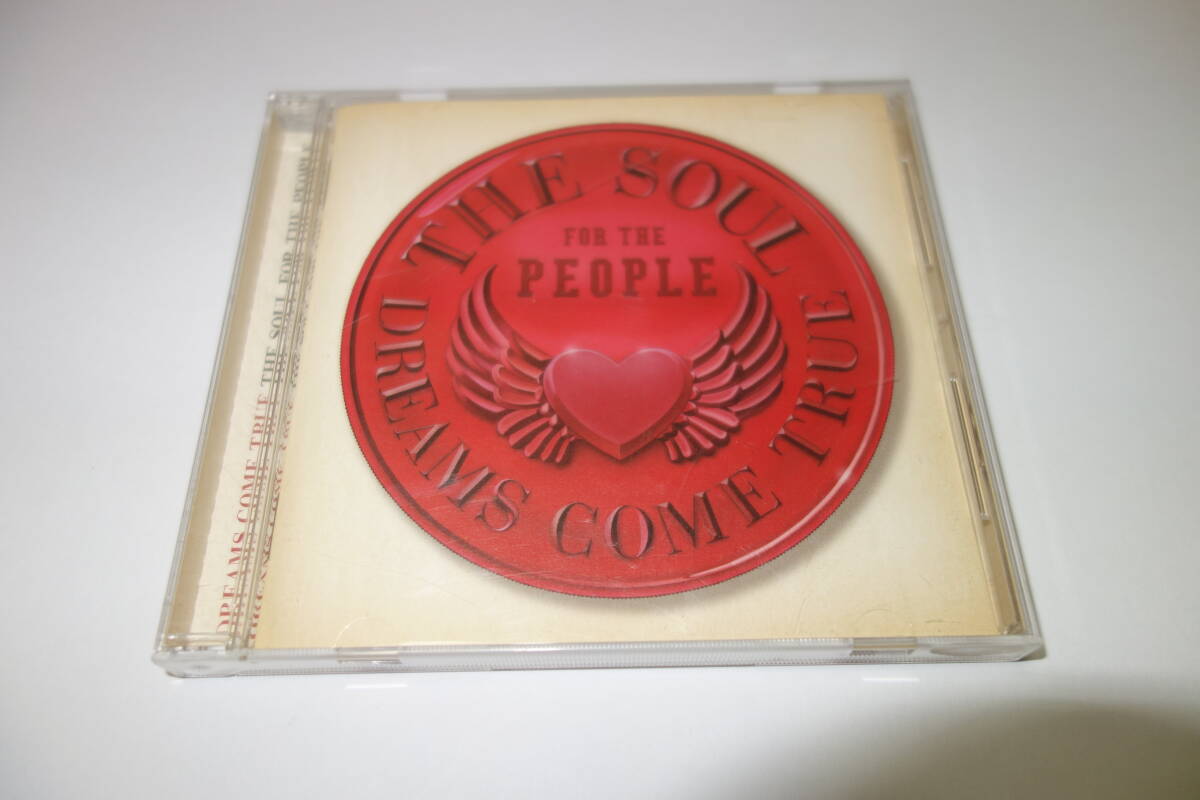 THE SOUL
FOR THE
PEOPLE
DREAMS COME TRUE
DREAMS COME TRUE THE SOUL FOR THE PEOPLE